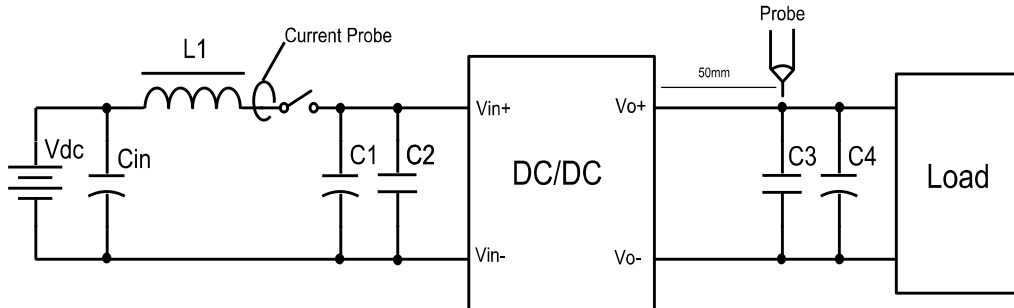 Probe
L1
Current Probe
50mm
Vin+
Vo+
Vdc
Cin
C1
C2
DC/DC
C3
C4
Load
Vin-
Vo-